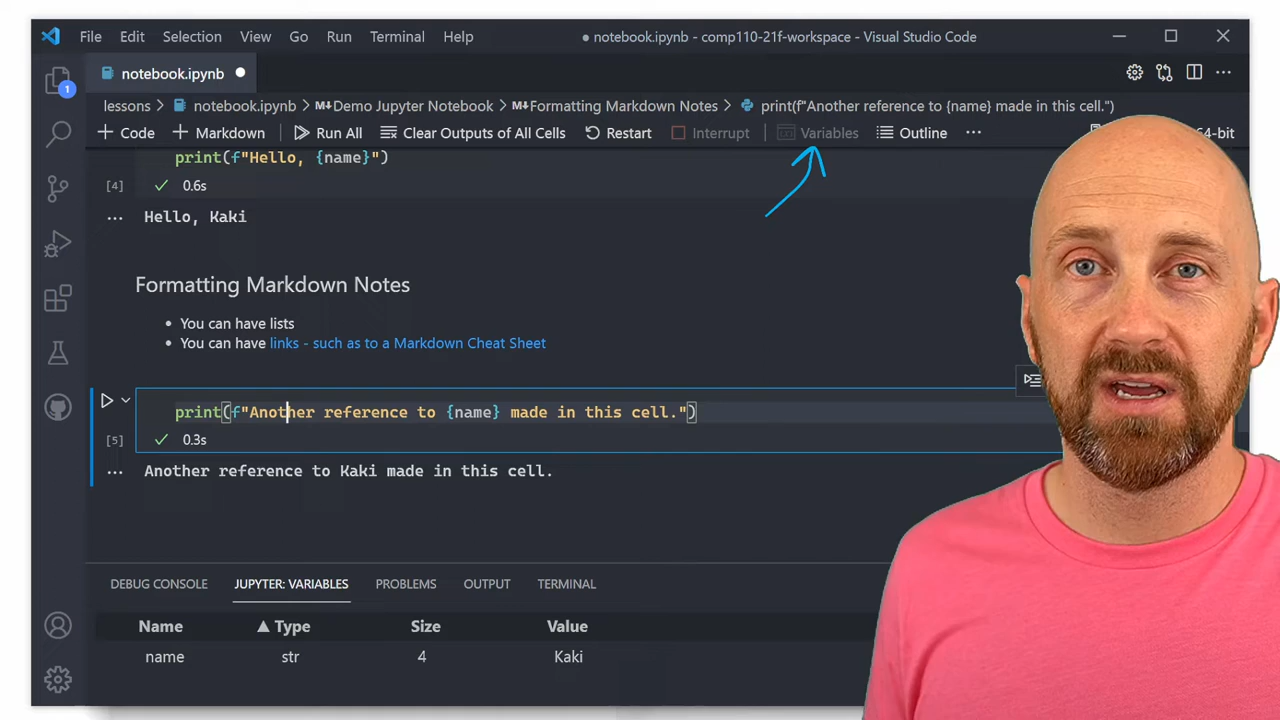 File Edit Selection View Go Run Terminal Help ● notebook.ipynb - comp110-21f-workspace - Visual Studio Code
1
notebook.ipynb
lessons > notebook.ipynb > M↓Demo Jupyter Notebook > M↓Formatting Markdown Notes > print(f"Another reference to {name} made in this cell.")
+ Code + Markdown Run All Clear Outputs of All Cells Restart Interrupt Variables Outline ... 64-bit
print(f"Hello, {name}")
[4] ✓ 0.6s
... Hello, Kaki
Formatting Markdown Notes
• You can have lists
• You can have links - such as to a Markdown Cheat Sheet
print(f"Another reference to {name} made in this cell.")
[5] ✓ 0.3s
... Another reference to Kaki made in this cell.
DEBUG CONSOLE JUPYTER: VARIABLES PROBLEMS OUTPUT TERMINAL
Name ▲ Type Size Value
name str 4 Kaki